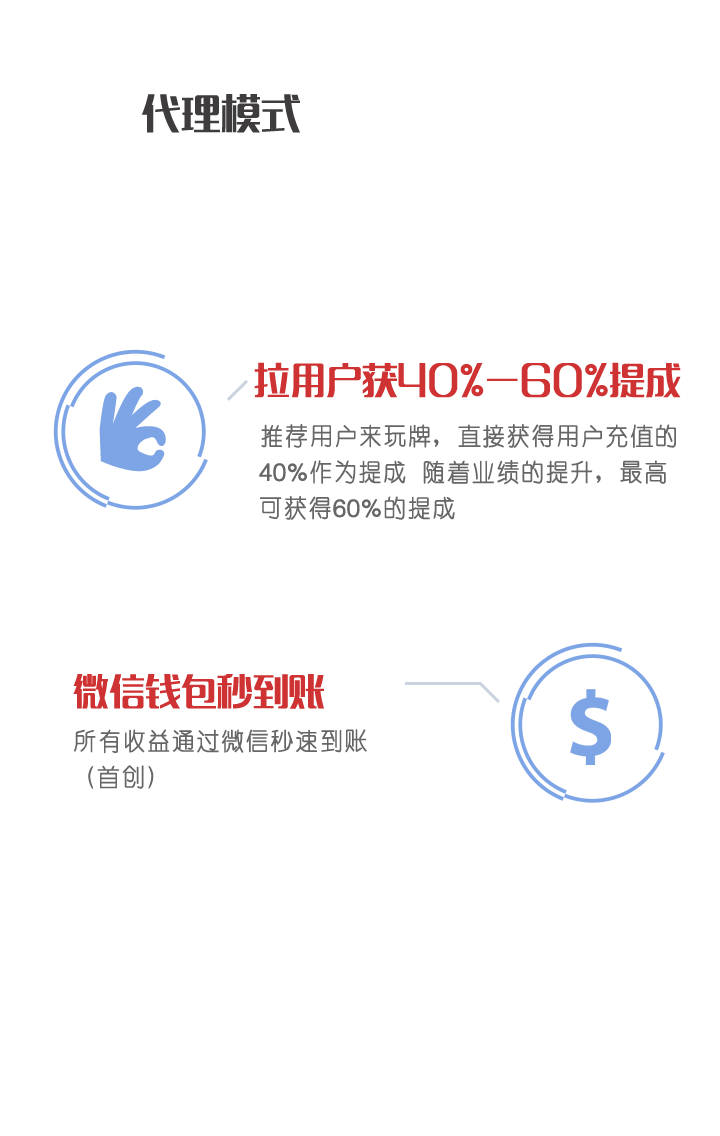 代理模式
拉用户获40%—60%提成
推荐用户来玩牌，直接获得用户充值的
40%作为提成 随着业绩的提升，最高
可获得60%的提成
微信钱包秒到账
所有收益通过微信秒速到账
（首创）
$